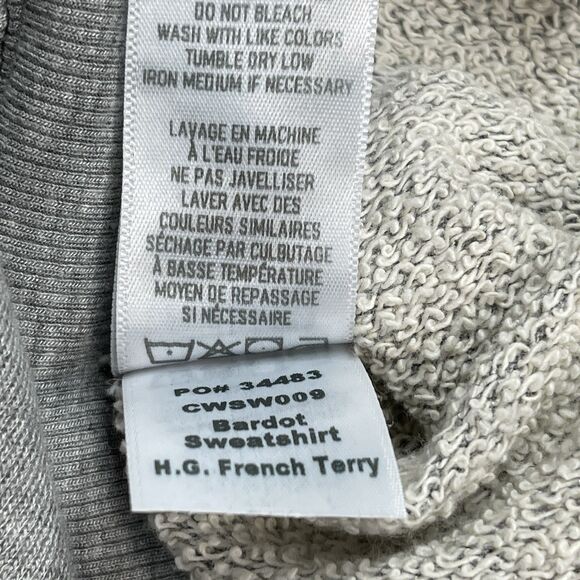 DO NOT BLEACH
WASH WITH LIKE COLORS
TUMBLE DRY LOW
IRON MEDIUM IF NECESSARY
LAVAGE EN MACHINE
À L'EAU FROIDE
NE PAS JAVELLISER
LAVER AVEC DES
COULEURS SIMILAIRES
SÉCHAGE PAR CULBUTAGE
À BASSE TEMPÉRATURE
MOYEN DE REPASSAGE
SI NÉCESSAIRE
PO# 34483
CWSW009
Bardot
Sweatshirt
H.G. French Terry